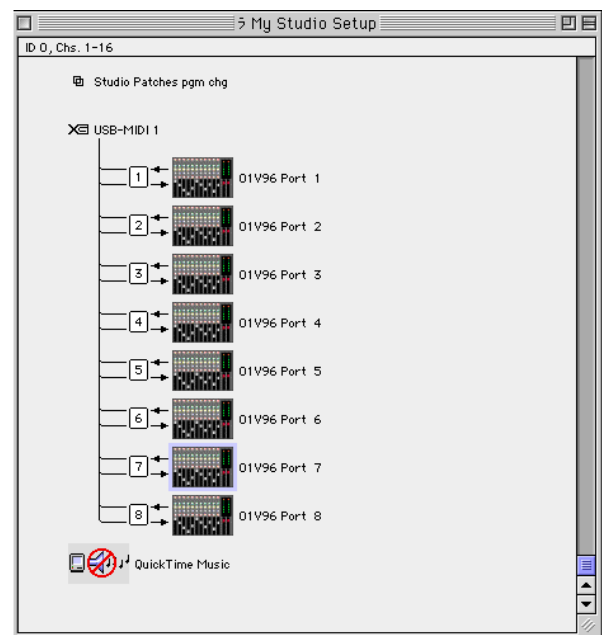 ﾗ My Studio Setup
ID 0, Chs. 1-16
Studio Patches pgm chg
USB-MIDI 1
1 01V96 Port 1
2 01V96 Port 2
3 01V96 Port 3
4 01V96 Port 4
5 01V96 Port 5
6 01V96 Port 6
7 01V96 Port 7
8 01V96 Port 8
QuickTime Music